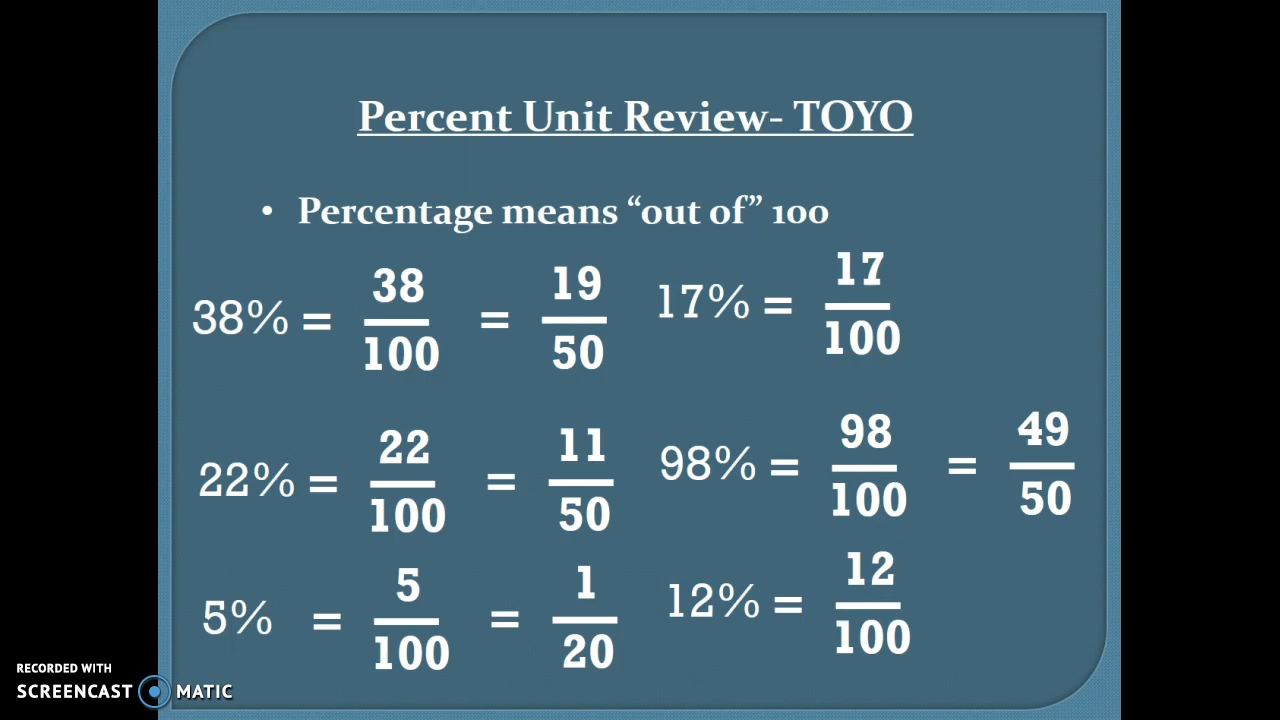 Percent Unit Review- TOYO
• Percentage means “out of” 100
38% = 38/100 = 19/50
17% = 17/100
22% = 22/100 = 11/50
98% = 98/100 = 49/50
5% = 5/100 = 1/20
12% = 12/100
RECORDED WITH
SCREENCAST MATIC